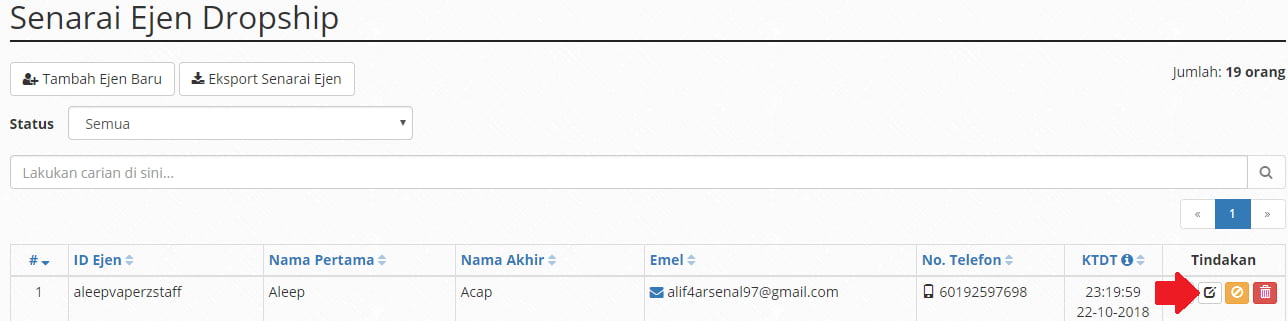 Senarai Ejen Dropship
Tambah Ejen Baru Eksport Senarai Ejen Jumlah: 19 orang
Status Semua
Lakukan carian di sini...
« 1 »
# ID Ejen Nama Pertama Nama Akhir Emel No. Telefon KTDT Tindakan
1 aleepvaperzstaff Aleep Acap alif4arsenal97@gmail.com 60192597698 23:19:59
22-10-2018